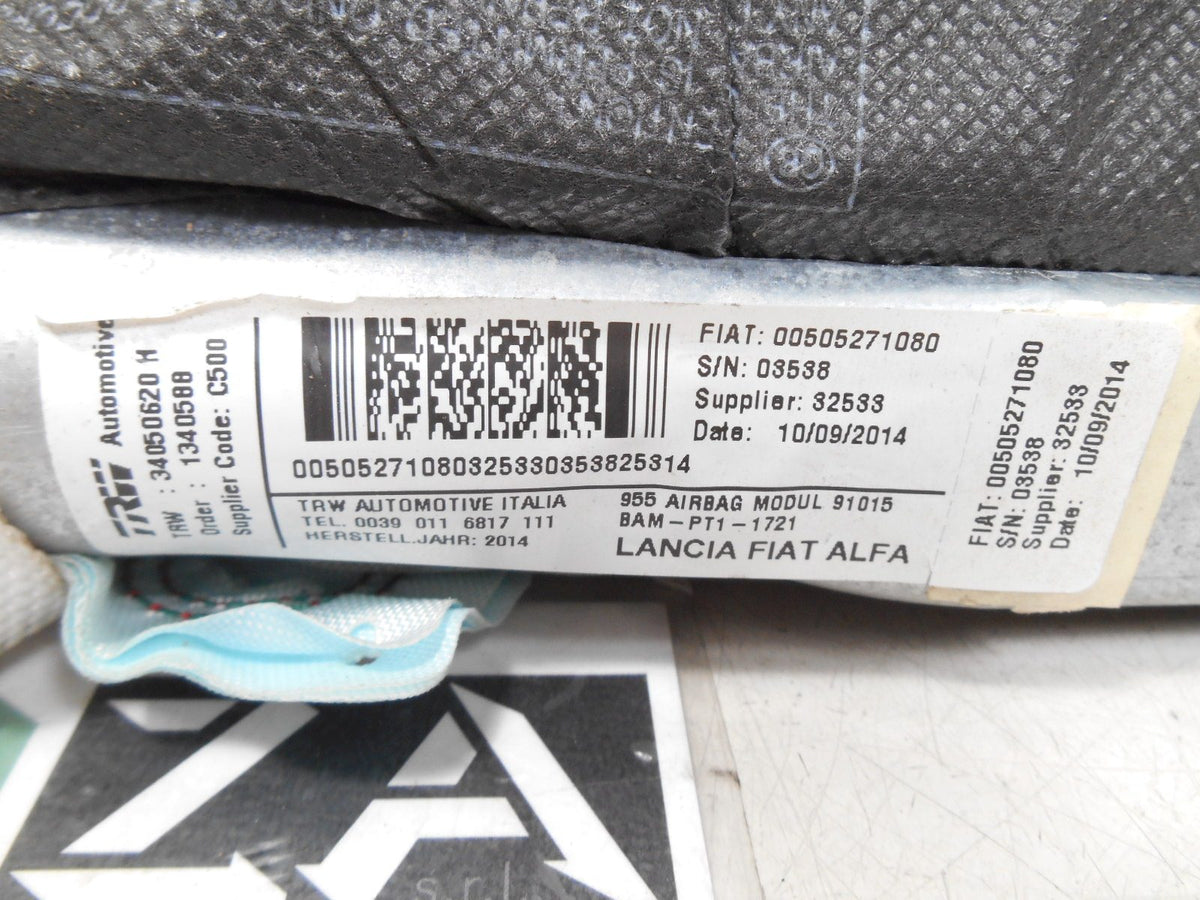 TRW Automotive
TRW : 34050620 H
Order : 1340588
Supplier Code: C500
FIAT: 00505271080
S/N: 03538
Supplier: 32533
Date: 10/09/2014
00505271080325330353825314
TRW AUTOMOTIVE ITALIA
TEL. 0039 011 6817 111
HERSTELL.JAHR: 2014
955 AIRBAG MODUL 91015
BAM-PT1-1721
LANCIA FIAT ALFA
FIAT: 00505271080
S/N: 03538
Supplier: 32533
Date: 10/09/2014
ZA
s.r.l.